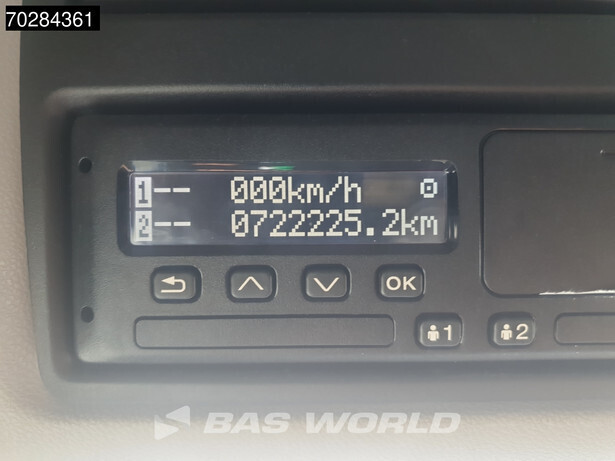 70284361
1 -- 000km/h
2 -- 0722225.2km
OK
1 2
BAS WORLD